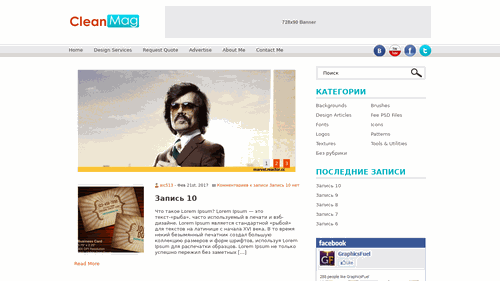 CleanMag
728x90 Banner
Home Design Services Request Quote Advertise About Me Contact Me
Поиск
КАТЕГОРИИ
Backgrounds Brushes
Design Articles Free PSD Files
Fonts Icons
Logos Patterns
Textures Tools & Utilities
Без рубрики
1 2 3
ПОСЛЕДНИЕ ЗАПИСИ
Запись 10
Запись 9
Запись 8
Запись 7
Запись 6
Фев 21st, 2017 Комментариев к записи Запись 10 нет
Запись 10
Что такое Lorem Ipsum? Lorem Ipsum — это
текст-«рыба», часто используемый в печати и вэб-
дизайне. Lorem Ipsum является стандартной «рыбой»
для текстов на латинице с начала XVI века. В то время
некий безымянный печатник создал большую
коллекцию размеров и форм шрифтов, используя Lorem
Ipsum для распечатки образцов. Lorem Ipsum не только
успешно пережил без заметных [...]
Business Card
Read More
facebook
GraphicsFuel
Like
people like GraphicsFuel